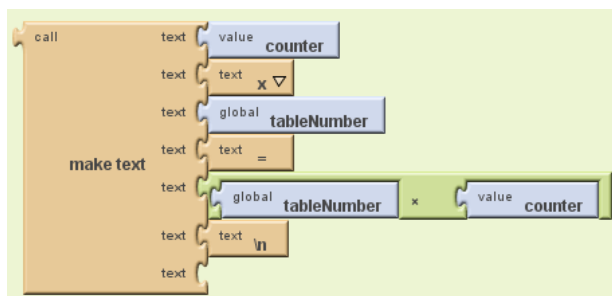 call text value counter
text text x
text global tableNumber
text text =
make text
text global tableNumber × value counter
text text \n
text